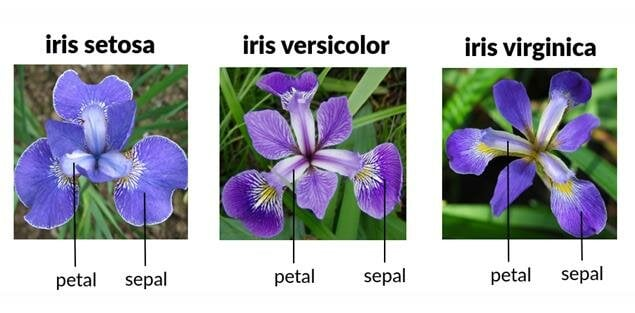 iris setosa
iris versicolor
iris virginica
petal
sepal
petal
sepal
petal
sepal